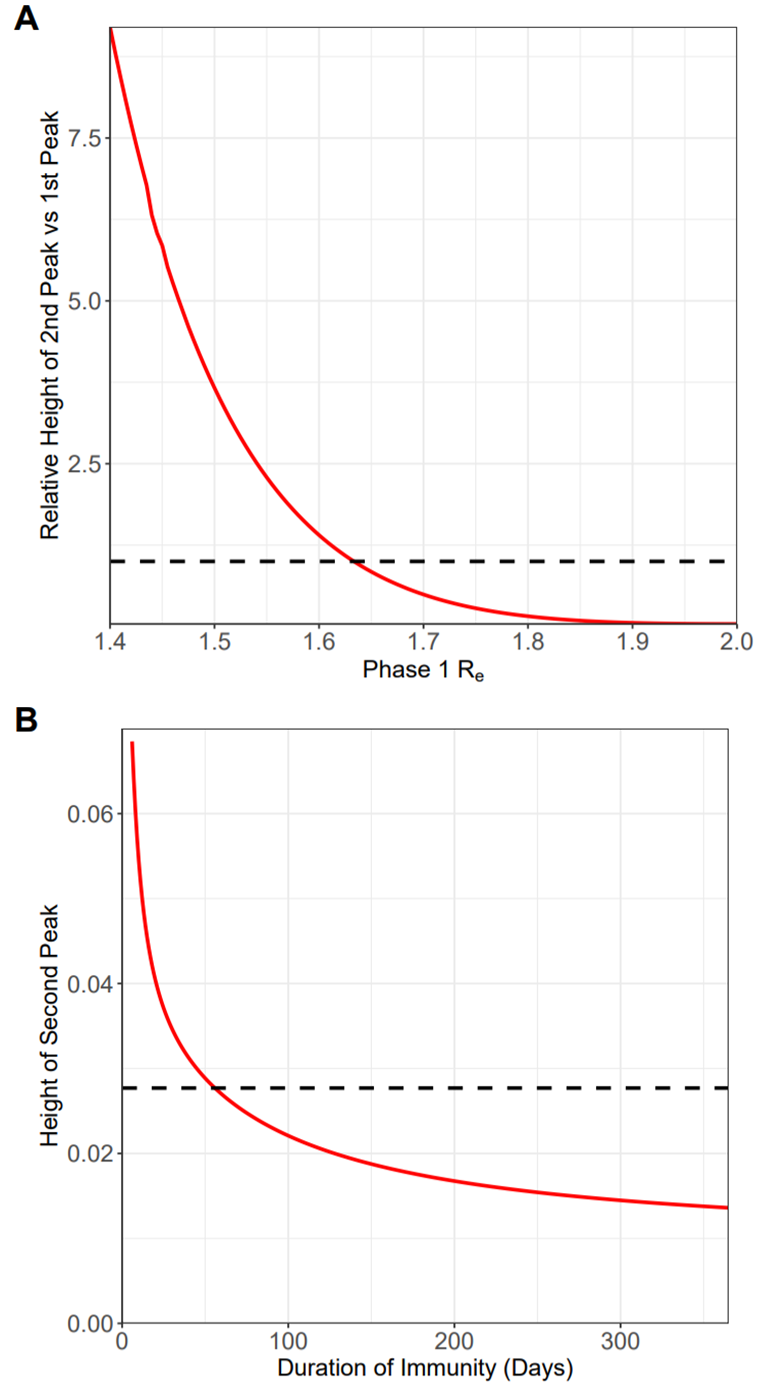 A
Relative Height of 2nd Peak vs 1st Peak
7.5
5.0
2.5
1.4 1.5 1.6 1.7 1.8 1.9 2.0
Phase 1 Re
B
Height of Second Peak
0.06
0.04
0.02
0.00
0 100 200 300
Duration of Immunity (Days)